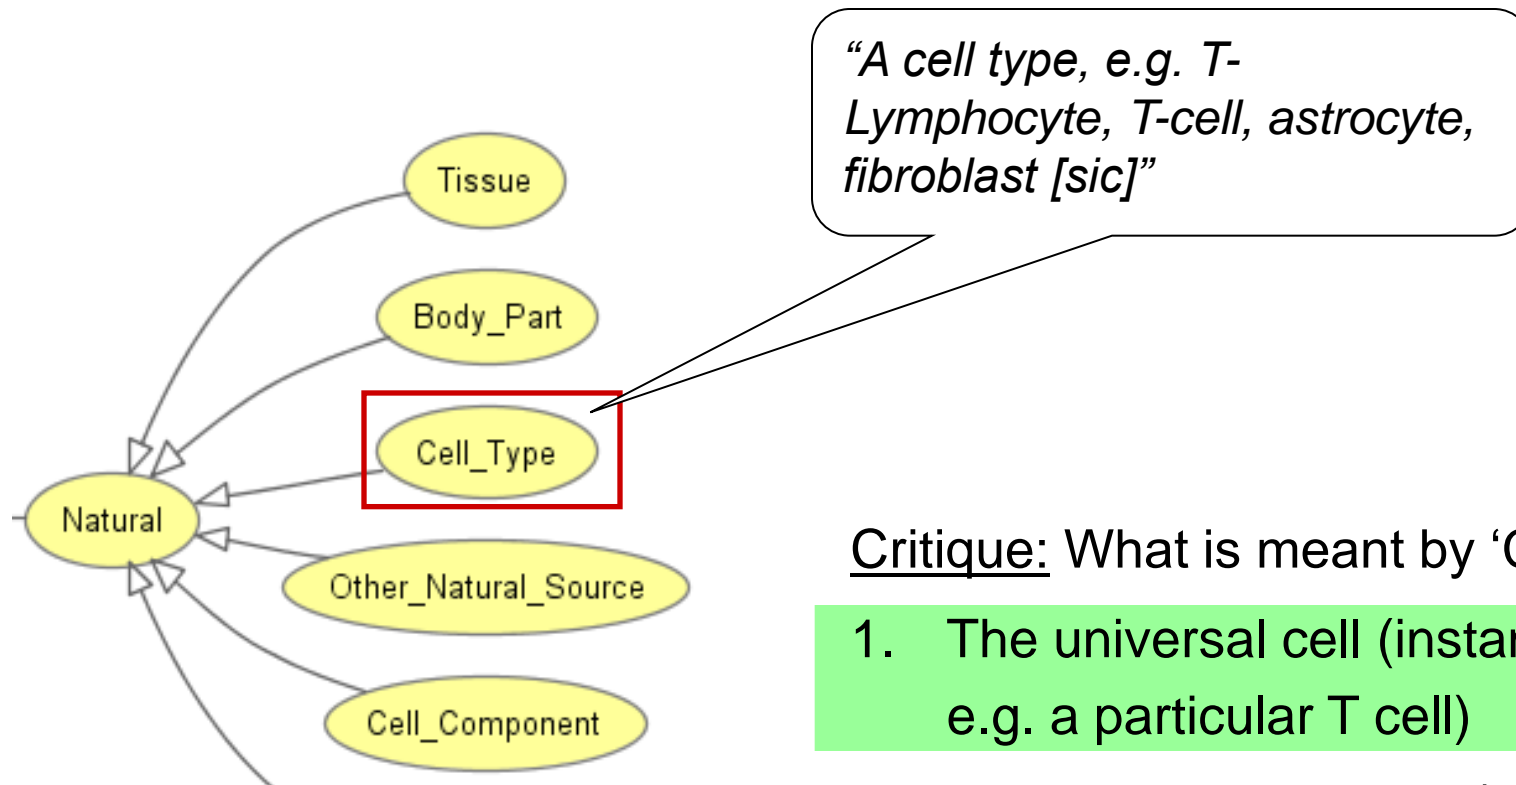 “A cell type, e.g. T-
Lymphocyte, T-cell, astrocyte,
fibroblast [sic]”
Tissue
Body_Part
Cell_Type
Natural
Other_Natural_Source
Cell_Component
Critique: What is meant by ‘
1. The universal cell
e.g. a particular T cell)